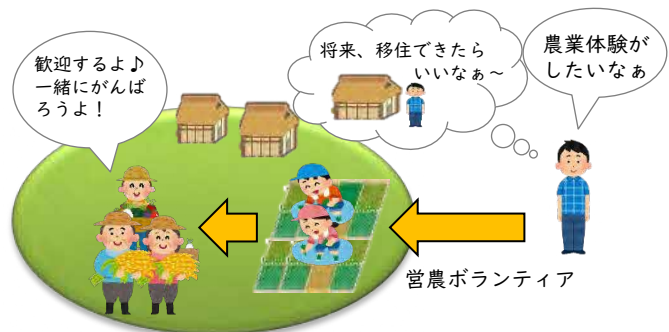 歓迎するよ♪
一緒にがんば
ろうよ！
将来、移住できたら
いいなぁ～
農業体験が
したいなぁ
営農ボランティア